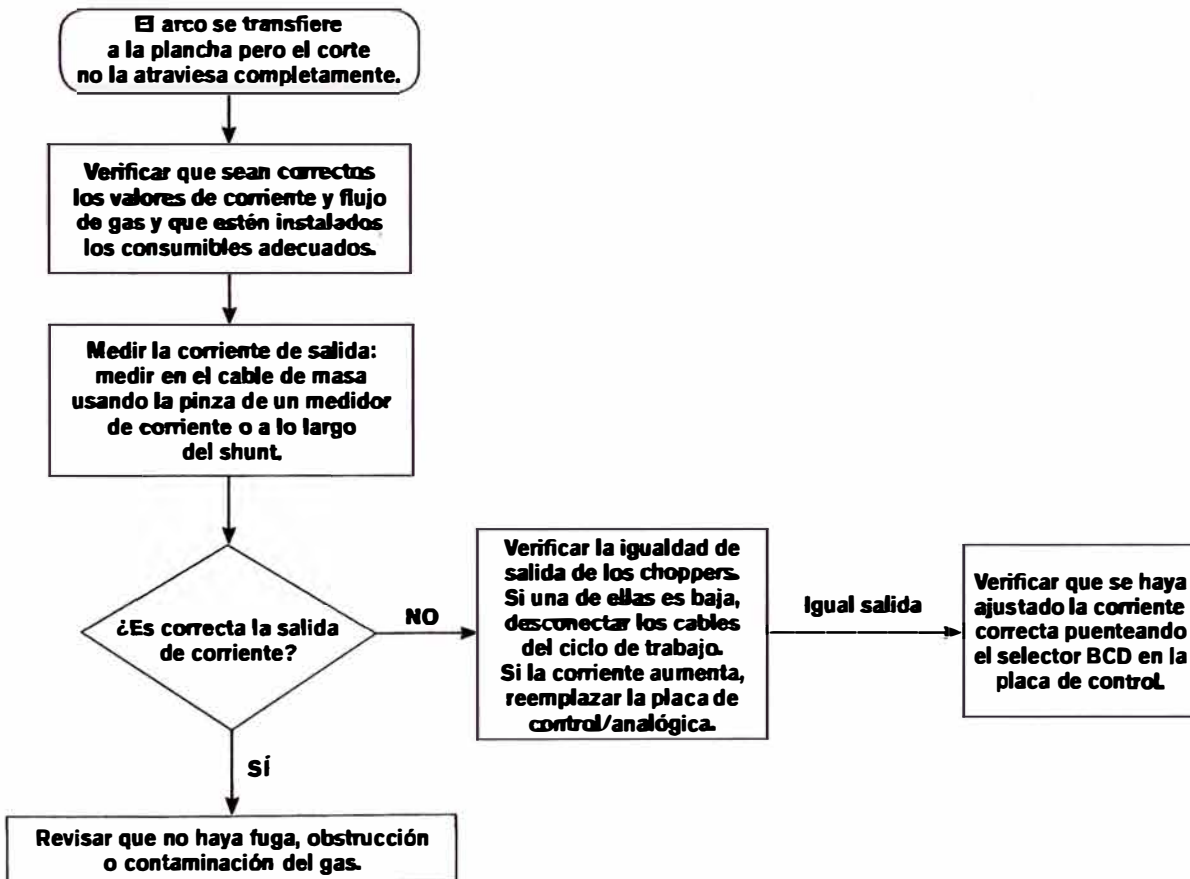 El arco se transfiere
a la plancha pero el corte
no la atraviesa completamente.
Verificar que sean correctos
los valores de corriente y flujo
de gas y que estén instalados
los consumibles adecuados.
Medir la corriente de salida:
medir en el cable de masa
usando la pinza de un medidor
de corriente o a lo largo
del shunt.
¿Es correcta la salida
de corriente?
NO
Verificar la igualdad de
salida de los choppers.
Si una de ellas es baja,
desconectar los cables
del ciclo de trabajo.
Si la corriente aumenta,
reemplazar la placa de
control/analógica.
Igual salida
Verificar que se haya
ajustado la corriente
correcta puenteando
el selector BCD en la
placa de control.
SÍ
Revisar que no haya fuga, obstrucción
o contaminación del gas.